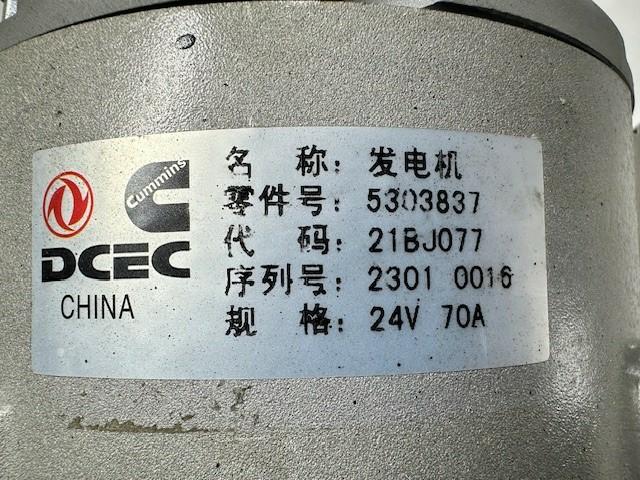 Cummins
DCEC
CHINA
名 称: 发电机
零件号: 5303837
代 码: 21BJ077
序列号: 2301 0016
规 格: 24V 70A